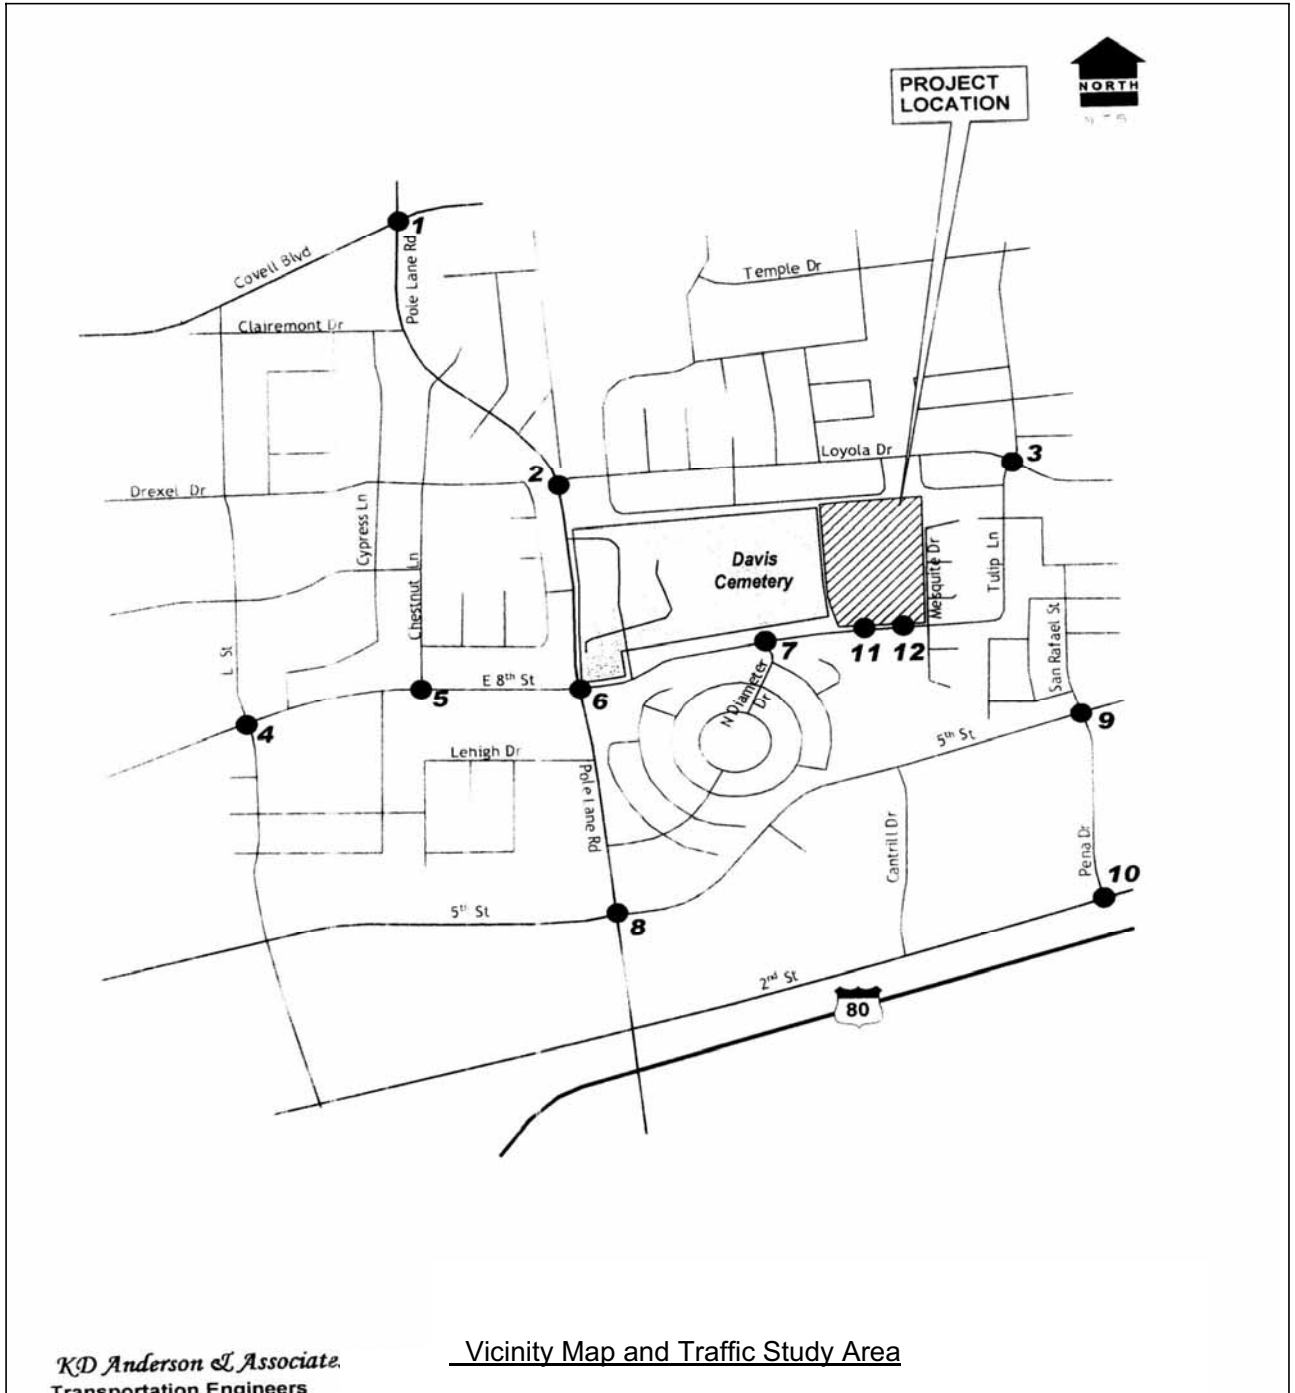 PROJECT
LOCATION
NORTH
1
Covell Blvd
Pole Lane Rd
Temple Dr
Clairemont Dr
Loyola Dr
3
2
Drexel Dr
Cypress Ln
Chestnut Ln
Davis
Cemetery
Mesquite Dr
Tulip Ln
San Rafael St
L St
E 8th St
7
11
12
N Diameter
Dr
5
6
4
9
5th St
Lehigh Dr
Pole Lane Rd
Cantrill Dr
Pena Dr
10
5th St
8
2nd St
80
Vicinity Map and Traffic Study Area
KD Anderson & Associate
Transportation Engineers